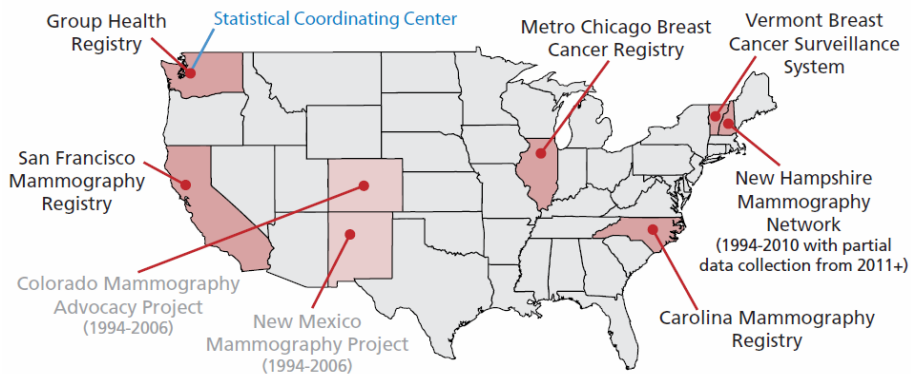 Group Health
Registry
Statistical Coordinating Center
Metro Chicago Breast
Cancer Registry
Vermont Breast
Cancer Surveillance
System
San Francisco
Mammography
Registry
New Hampshire
Mammography
Network
(1994-2010 with partial
data collection from 2011+)
Colorado Mammography
Advocacy Project
(1994-2006)
New Mexico
Mammography Project
(1994-2006)
Carolina Mammography
Registry